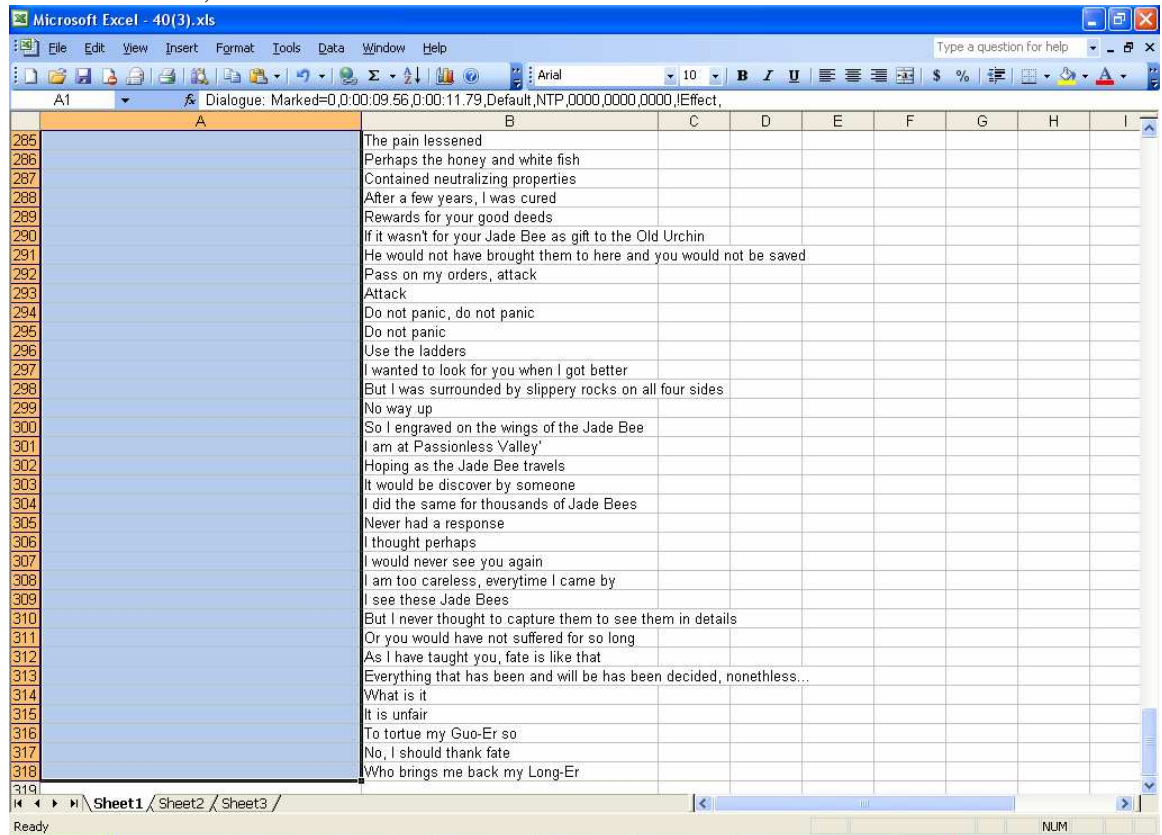 Microsoft Excel - 40(3).xls
File Edit View Insert Format Tools Data Window Help Type a question for help
Arial 10 B I U $ % A
A1 fx Dialogue: Marked=0,0:00:09.56,0:00:11.79,Default,NTP,0000,0000,0000,!Effect,
A B C D E F G H I
285 The pain lessened
286 Perhaps the honey and white fish
287 Contained neutralizing properties
288 After a few years, I was cured
289 Rewards for your good deeds
290 If it wasn't for your Jade Bee as gift to the Old Urchin
291 He would not have brought them to here and you would not be saved
292 Pass on my orders, attack
293 Attack
294 Do not panic, do not panic
295 Do not panic
296 Use the ladders
297 I wanted to look for you when I got better
298 But I was surrounded by slippery rocks on all four sides
299 No way up
300 So I engraved on the wings of the Jade Bee
301 I am at Passionless Valley'
302 Hoping as the Jade Bee travels
303 It would be discover by someone
304 I did the same for thousands of Jade Bees
305 Never had a response
306 I thought perhaps
307 I would never see you again
308 I am too careless, everytime I came by
309 I see these Jade Bees
310 But I never thought to capture them to see them in details
311 Or you would have not suffered for so long
312 As I have taught you, fate is like that
313 Everything that has been and will be has been decided, nonethless...
314 What is it
315 It is unfair
316 To tortue my Guo-Er so
317 No, I should thank fate
318 Who brings me back my Long-Er
319
Sheet1 / Sheet2 / Sheet3 /
Ready NUM